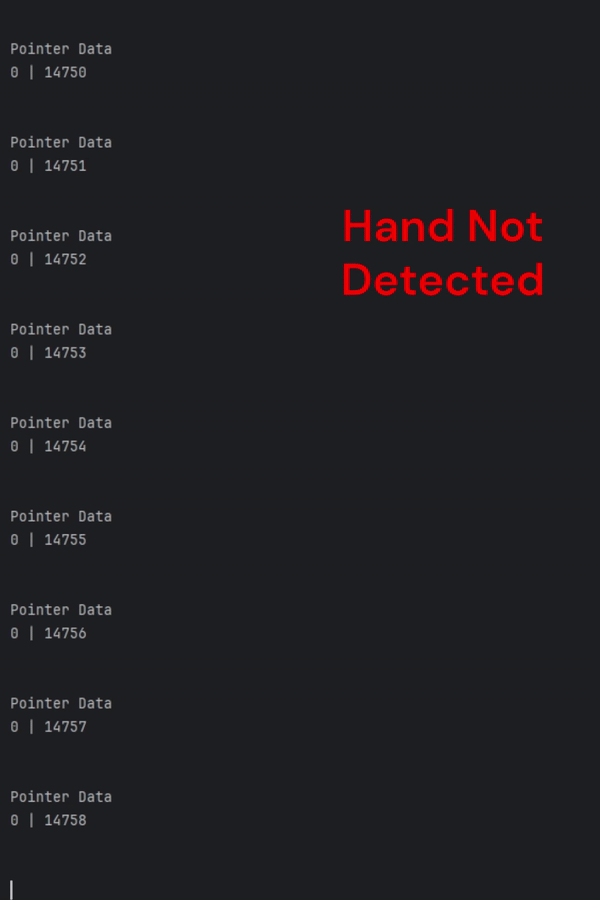 Pointer Data
0 | 14750
Pointer Data
0 | 14751
Pointer Data
0 | 14752
Hand Not
Detected
Pointer Data
0 | 14753
Pointer Data
0 | 14754
Pointer Data
0 | 14755
Pointer Data
0 | 14756
Pointer Data
0 | 14757
Pointer Data
0 | 14758